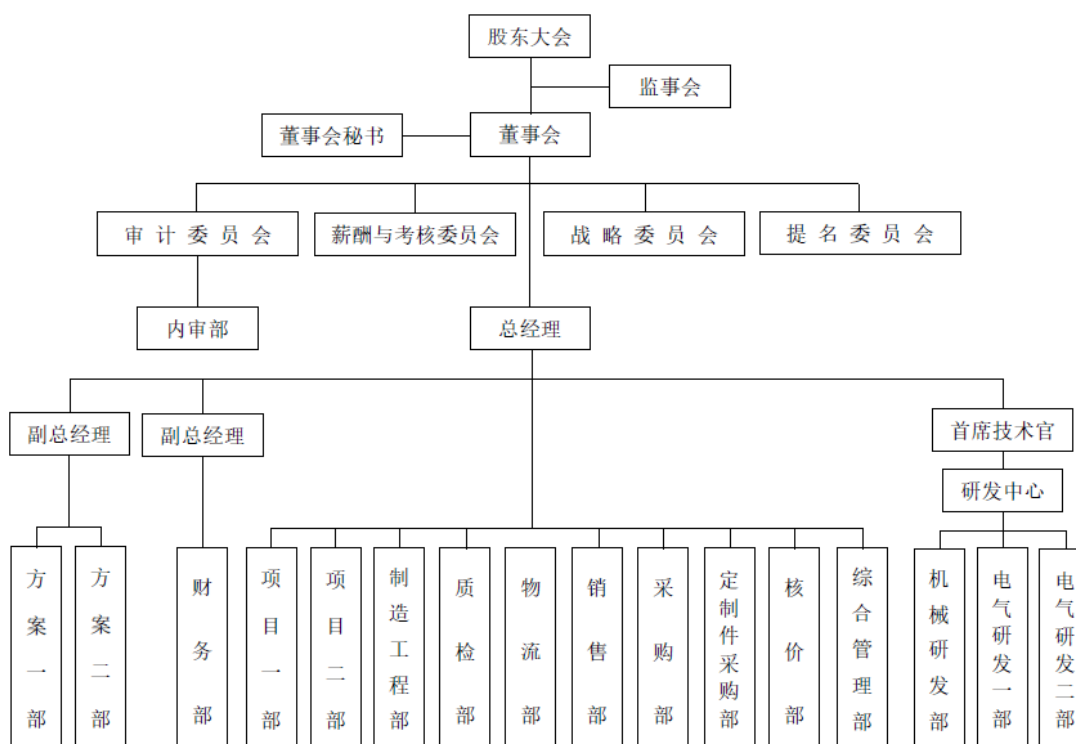 股东大会
监事会
董事会秘书
董事会
审计委员会
薪酬与考核委员会
战略委员会
提名委员会
内审部
总经理
副总经理
副总经理
首席技术官
研发中心
方案一部
方案二部
财务部
项目一部
项目二部
制造工程部
质检部
物流部
销售部
采购部
定制件采购部
核价部
综合管理部
机械研发部
电气研发一部
电气研发二部